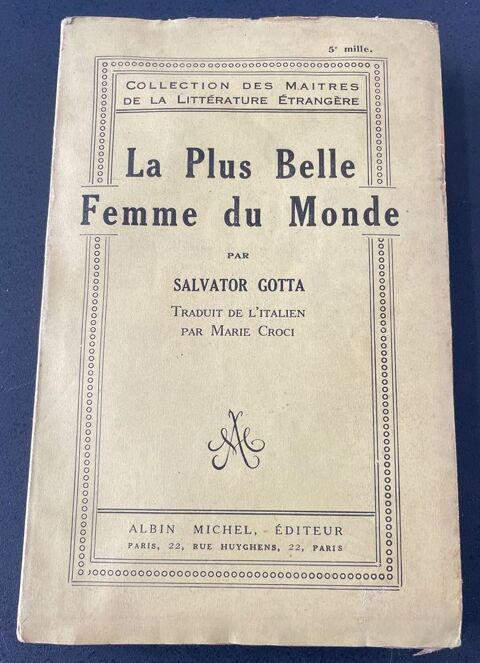 5e mille.
COLLECTION DES MAITRES
DE LA LITTÉRATURE ÉTRANGÈRE
La Plus Belle
Femme du Monde
PAR
SALVATOR GOTTA
TRADUIT DE L'ITALIEN
PAR MARIE CROCI
AM
ALBIN MICHEL, ÉDITEUR
PARIS, 22, RUE HUYGHENS, 22, PARIS